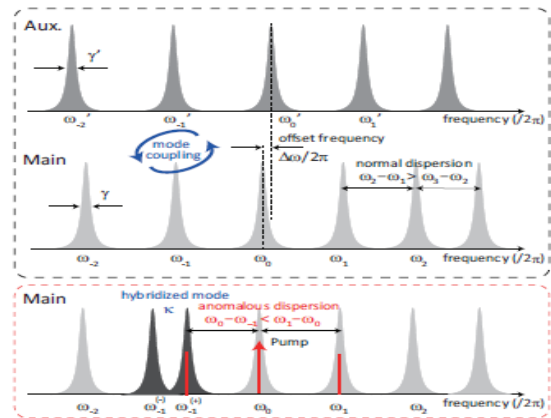 Aux.
γ'
ω₋₂' ω₋₁' ω₀' ω₁' frequency (/2π)
mode coupling
offset frequency
Δω/2π
Main
normal dispersion
ω₂−ω₁ > ω₃−ω₂
γ
ω₋₂ ω₋₁ ω₀ ω₁ ω₂ frequency (/2π)
Main
hybridized mode
κ
anomalous dispersion
ω₀−ω₋₁ < ω₁−ω₀
Pump
ω₋₂ ω₋₁⁽⁻⁾ ω₋₁⁽⁺⁾ ω₀ ω₁ ω₂ frequency (/2π)